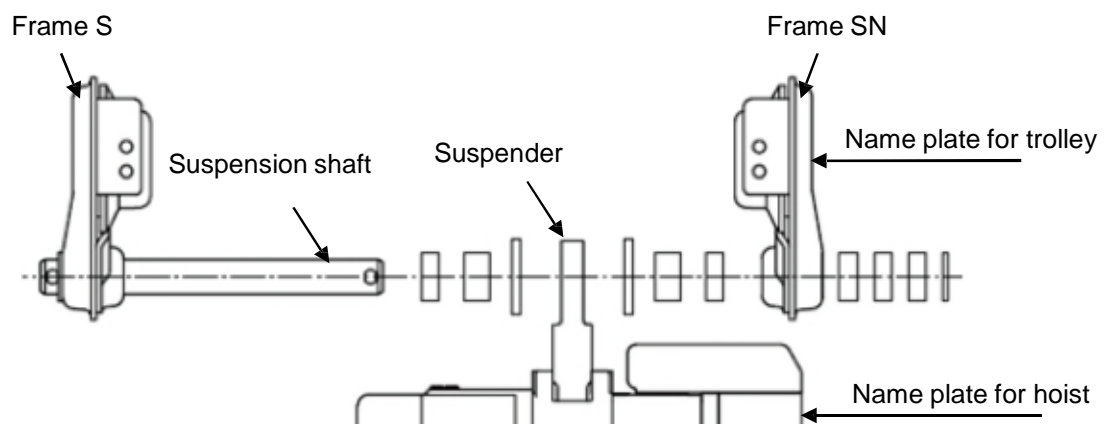 Frame S
Frame SN
Name plate for trolley
Suspension shaft
Suspender
Name plate for hoist